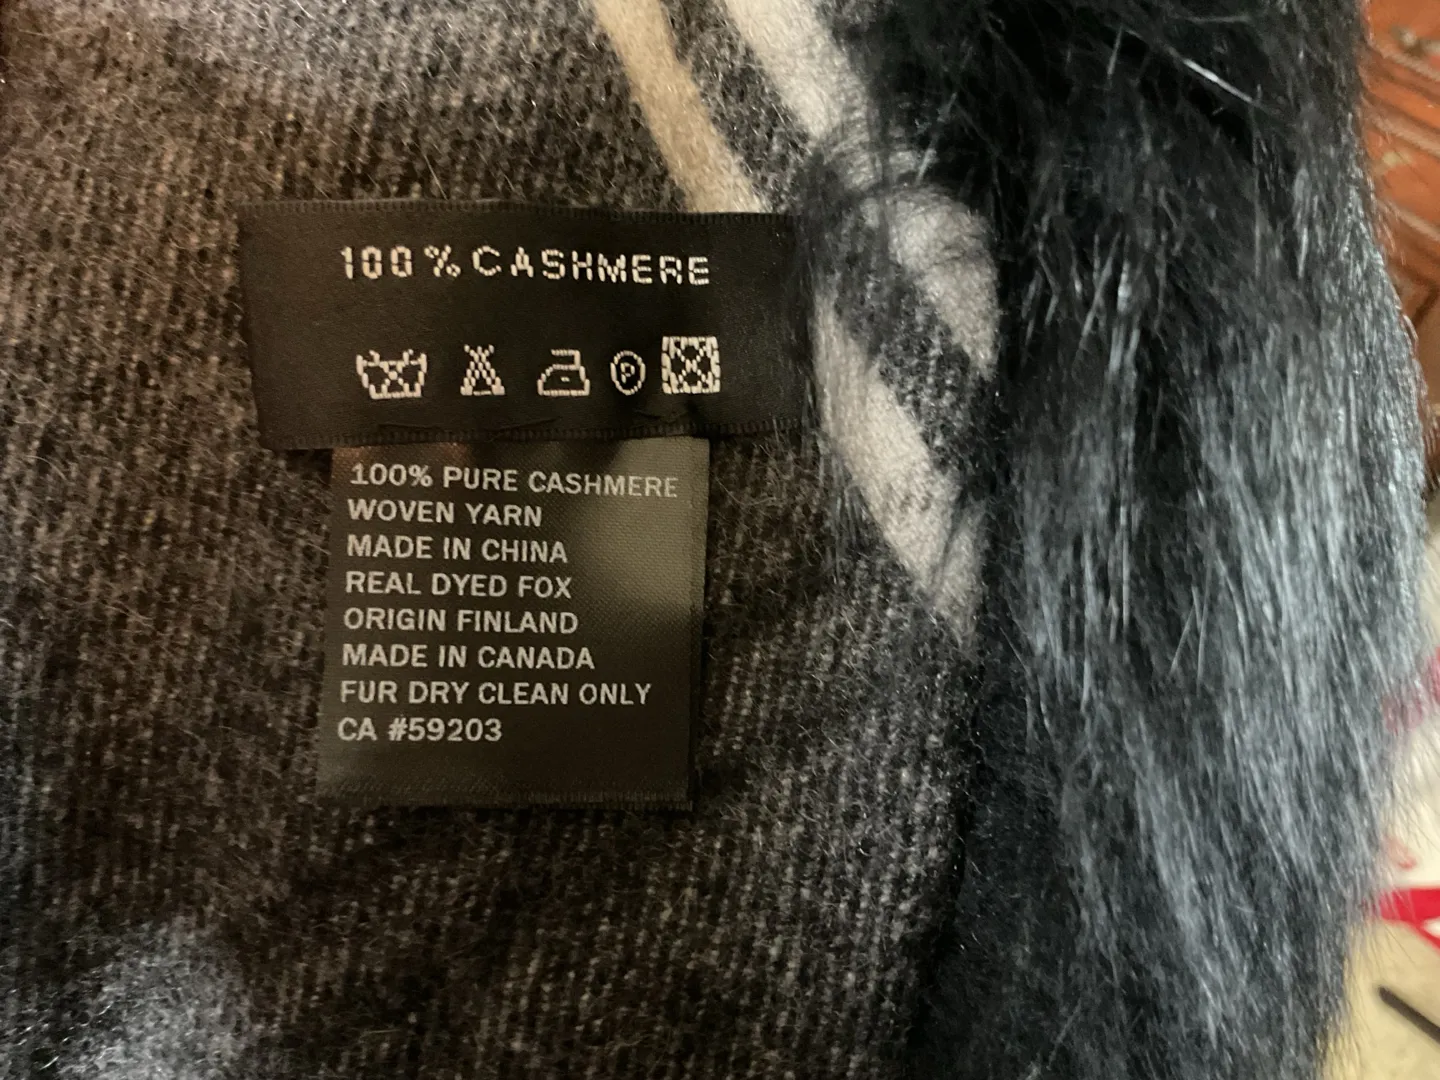 100% CASHMERE
P
100% PURE CASHMERE
WOVEN YARN
MADE IN CHINA
REAL DYED FOX
ORIGIN FINLAND
MADE IN CANADA
FUR DRY CLEAN ONLY
CA #59203